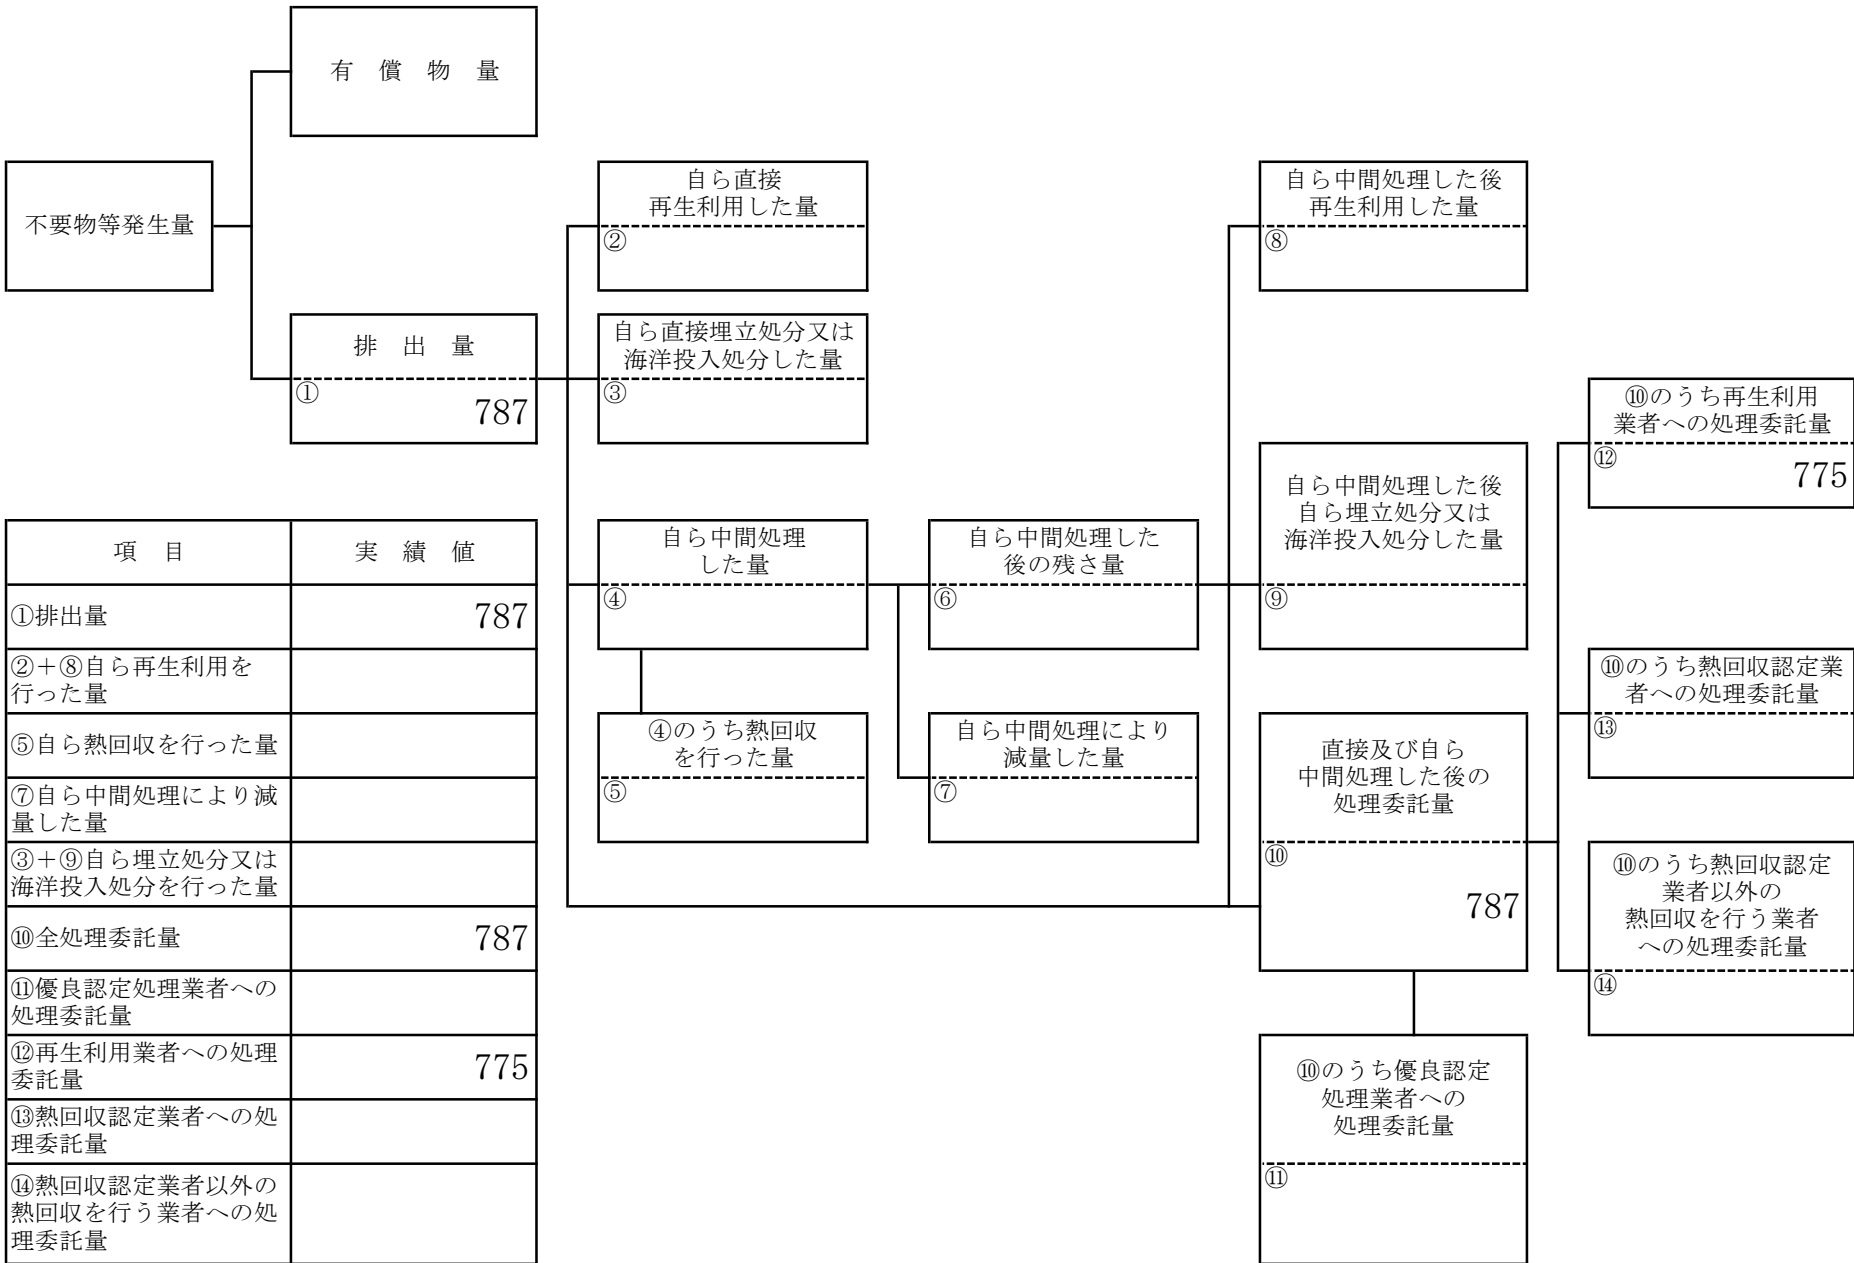 有 償 物 量
不要物等発生量
排 出 量
①
787
自ら直接
再生利用した量
②
自ら直接埋立処分又は
海洋投入処分した量
③
自ら中間処理
した量
④
④のうち熱回収
を行った量
⑤
自ら中間処理した
後の残さ量
⑥
自ら中間処理により
減量した量
⑦
自ら中間処理した後
再生利用した量
⑧
自ら中間処理した後
自ら埋立処分又は
海洋投入処分した量
⑨
直接及び自ら
中間処理した後の
処理委託量
⑩
787
⑩のうち優良認定
処理業者への
処理委託量
⑪
⑩のうち再生利用
業者への処理委託量
⑫
775
⑩のうち熱回収認定業
者への処理委託量
⑬
⑩のうち熱回収認定
業者以外の
熱回収を行う業者
への処理委託量
⑭
項 目 実 績 値
①排出量 787
②+⑧自ら再生利用を
行った量
⑤自ら熱回収を行った量
⑦自ら中間処理により減
量した量
③+⑨自ら埋立処分又は
海洋投入処分を行った量
⑩全処理委託量 787
⑪優良認定処理業者への
処理委託量
⑫再生利用業者への処理
委託量 775
⑬熱回収認定業者への処
理委託量
⑭熱回収認定業者以外の
熱回収を行う業者への処
理委託量